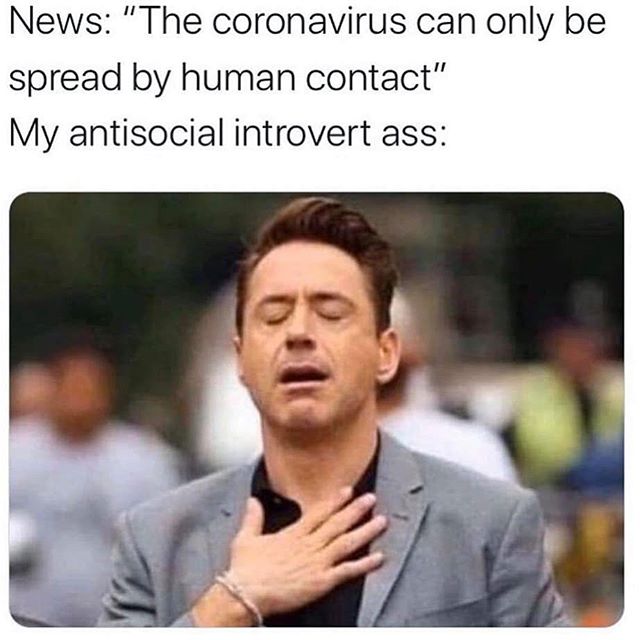 News: "The coronavirus can only be
spread by human contact"
My antisocial introvert ass: